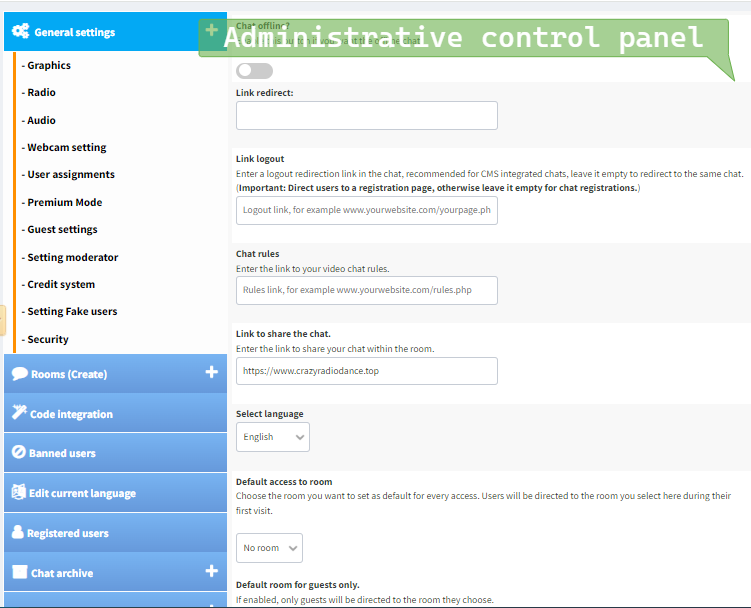 General settings
- Graphics
- Radio
- Audio
- Webcam setting
- User assignments
- Premium Mode
- Guest settings
- Setting moderator
- Credit system
- Setting Fake users
- Security
Rooms (Create)
Code integration
Banned users
Edit current language
Registered users
Chat archive
Administrative control panel
Chat offline?
Link redirect:
Link logout
Enter a logout redirection link in the chat, recommended for CMS integrated chats, leave it empty to redirect to the same chat.
(Important: Direct users to a registration page, otherwise leave it empty for chat registrations.)
Logout link, for example www.yourwebsite.com/yourpage.ph
Chat rules
Enter the link to your video chat rules.
Rules link, for example www.yourwebsite.com/rules.php
Link to share the chat.
Enter the link to share your chat within the room.
https://www.crazyradiodance.top
Select language
English
Default access to room
Choose the room you want to set as default for every access. Users will be directed to the room you select here during their
first visit.
No room
Default room for guests only.
If enabled, only guests will be directed to the room they choose.